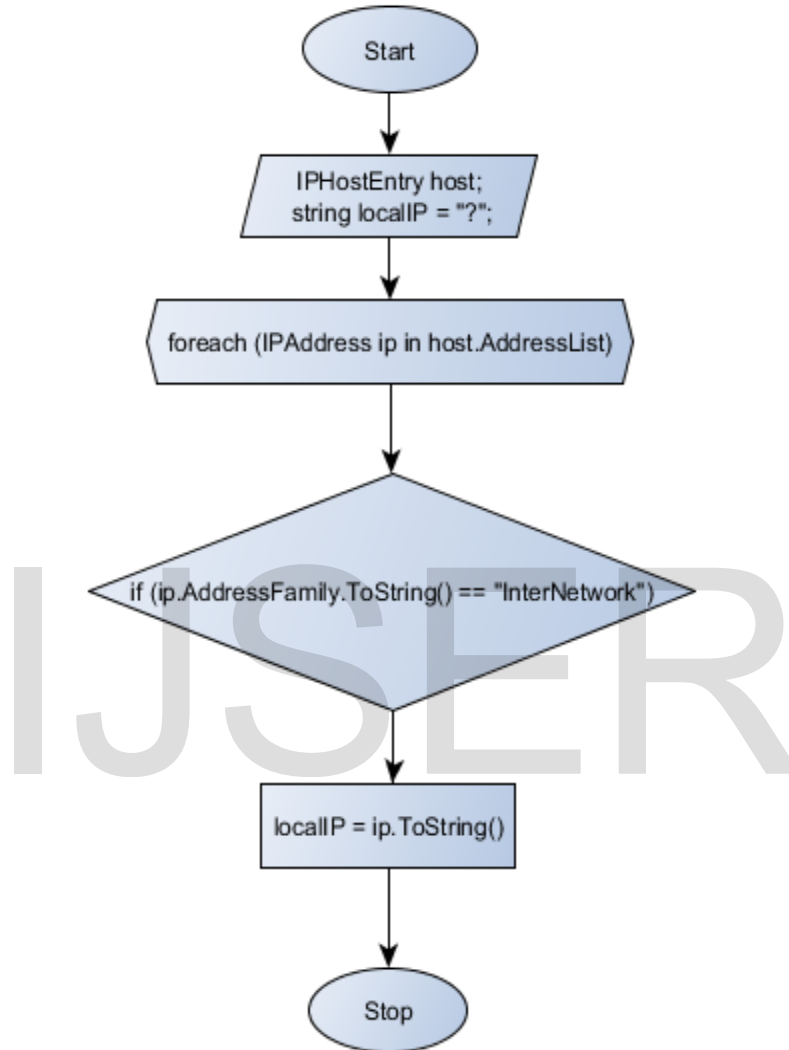 Start
IPHostEntry host;
string localIP = "?";
foreach (IPAddress ip in host.AddressList)
if (ip.AddressFamily.ToString() == "InterNetwork")
IJSER
localIP = ip.ToString()
Stop